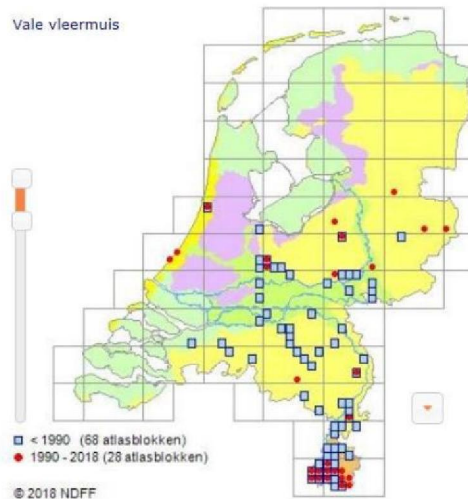 Vale vleermuis
< 1990 (68 atlasblokken)
1990 - 2018 (28 atlasblokken)
© 2018 NDFF